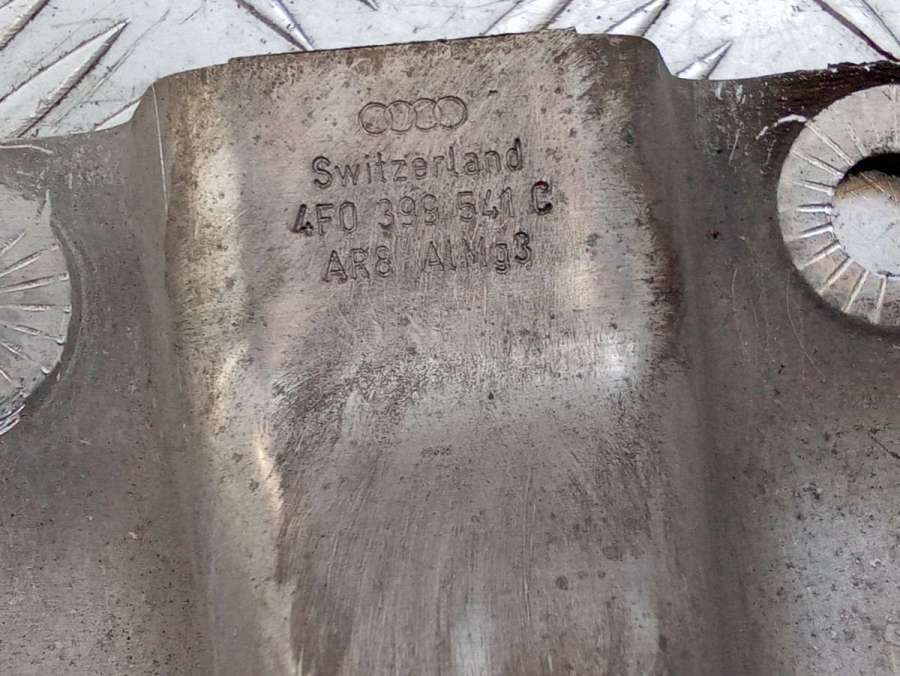 Switzerland
4F0 399 541 C
AR8 AlMg3